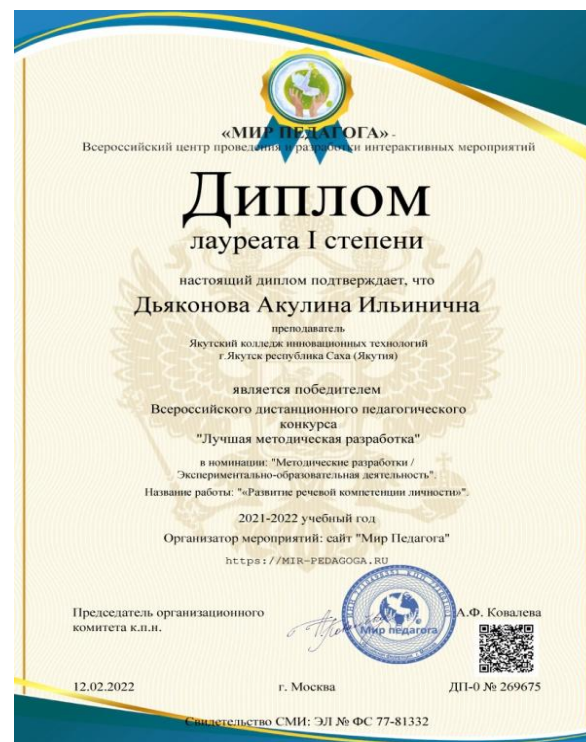 «МИР ПЕДАГОГА» -
Всероссийский центр проведения и разработки интерактивных мероприятий
Диплом
лауреата I степени
настоящий диплом подтверждает, что
Дьяконова Акулина Ильинична
преподаватель
Якутский колледж инновационных технологий
г.Якутск республика Саха (Якутия)
является победителем
Всероссийского дистанционного педагогического
конкурса
"Лучшая методическая разработка"
в номинации: "Методические разработки /
Экспериментально-образовательная деятельность".
Название работы: "«Развитие речевой компетенции личности»".
2021-2022 учебный год
Организатор мероприятий: сайт "Мир Педагога"
https://MIR-PEDAGOGA.RU
Председатель организационного
комитета к.п.н.
Мир педагога
А.Ф. Ковалева
12.02.2022
г. Москва
ДП-0 № 269675
Свидетельство СМИ: ЭЛ № ФС 77-81332